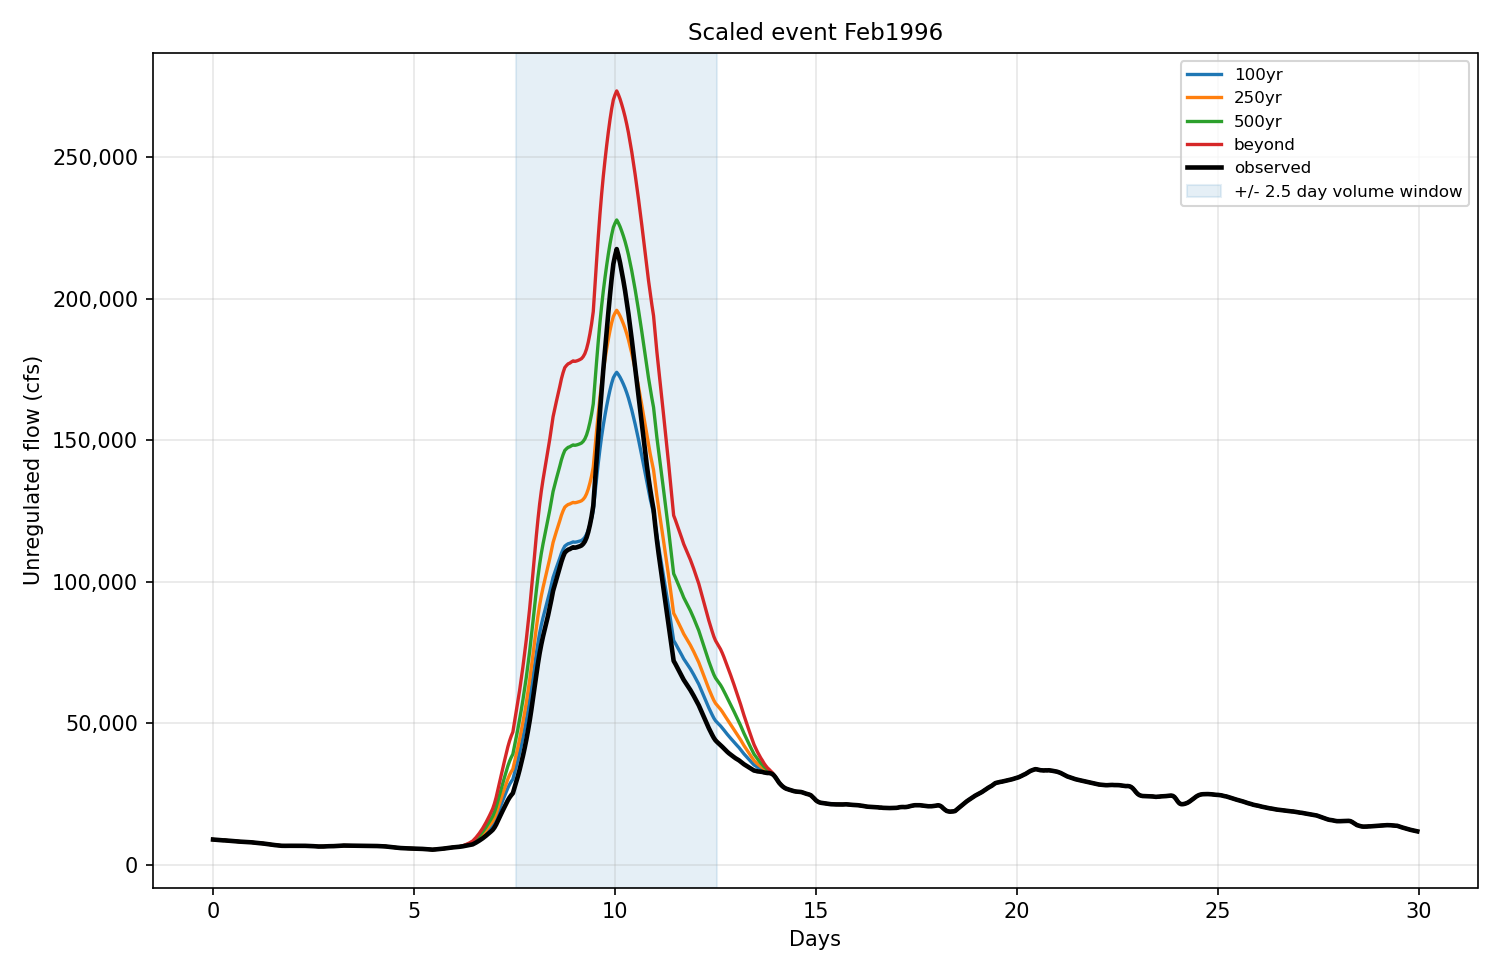 Scaled event Feb1996
100yr
250yr
500yr
beyond
observed
+/- 2.5 day volume window
Unregulated flow (cfs)
250,000
200,000
150,000
100,000
50,000
0
0 5 10 15 20 25 30
Days